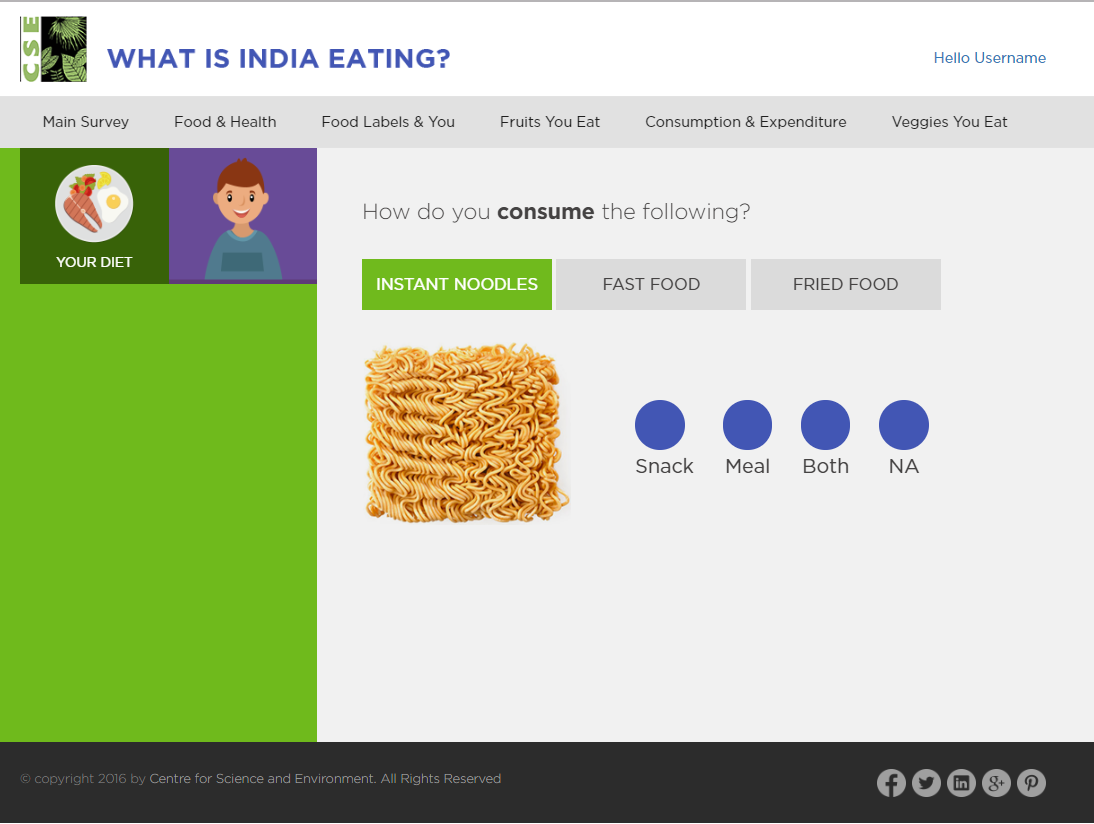 CSE
WHAT IS INDIA EATING?
Hello Username
Main Survey Food & Health Food Labels & You Fruits You Eat Consumption & Expenditure Veggies You Eat
YOUR DIET
How do you consume the following?
INSTANT NOODLES FAST FOOD FRIED FOOD
Snack Meal Both NA
© copyright 2016 by Centre for Science and Environment. All Rights Reserved